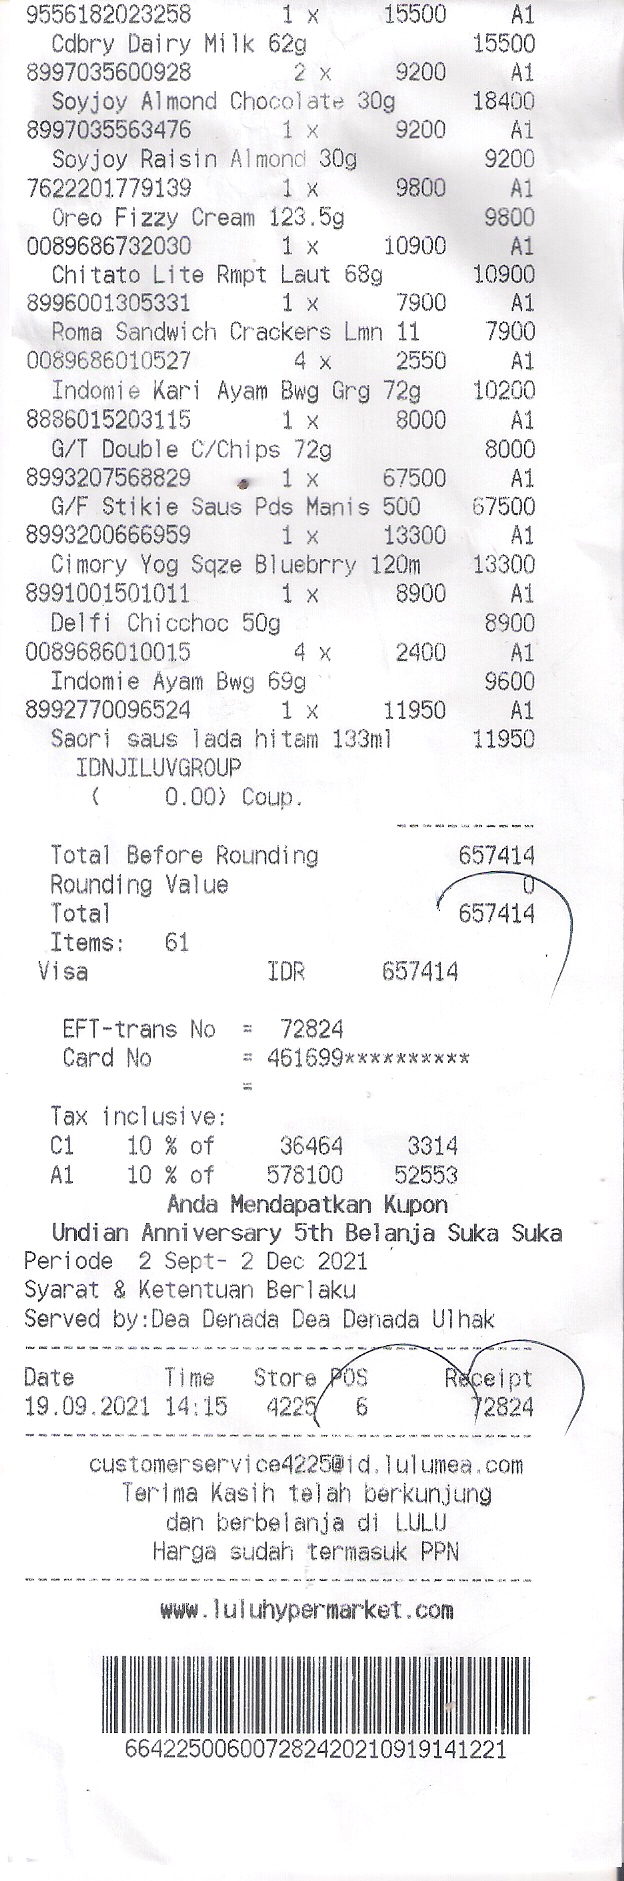 9556182023258 1 x 15500 A1
Cdbry Dairy Milk 62g 15500
8997035600928 2 x 9200 A1
Soyjoy Almond Chocolate 30g 18400
8997035563476 1 x 9200 A1
Soyjoy Raisin Almond 30g 9200
7622201779139 1 x 9800 A1
Oreo Fizzy Cream 123.5g 9800
0089686732030 1 x 10900 A1
Chitato Lite Rmpt Laut 68g 10900
8996001305331 1 x 7900 A1
Roma Sandwich Crackers Lmn 11 7900
0089686010527 4 x 2550 A1
Indomie Kari Ayam Bwg Grg 72g 10200
8886015203115 1 x 8000 A1
G/T Double C/Chips 72g 8000
8993207568829 1 x 67500 A1
G/F Stikie Saus Pds Manis 500 67500
8993200666959 1 x 13300 A1
Cimory Yog Sqze Bluebrry 120m 13300
8991001501011 1 x 8900 A1
Delfi Chicchoc 50g 8900
0089686010015 4 x 2400 A1
Indomie Ayam Bwg 69g 9600
8992770096524 1 x 11950 A1
Saori saus lada hitam 133ml 11950
IDNJILUVGROUP
( 0.00) Coup.
Total Before Rounding 657414
Rounding Value 0
Total 657414
Items: 61
Visa IDR 657414
EFT-trans No = 72824
Card No = 461699**********
=
Tax inclusive:
C1 10 % of 36464 3314
A1 10 % of 578100 52553
Anda Mendapatkan Kupon
Undian Anniversary 5th Belanja Suka Suka
Periode 2 Sept- 2 Dec 2021
Syarat & Ketentuan Berlaku
Served by:Dea Denada Dea Denada Ulhak
Date Time Store POS Receipt
19.09.2021 14:15 4225 6 72824
customerservice4225@id.lulumea.com
Terima Kasih telah berkunjung
dan berbelanja di LULU
Harga sudah termasuk PPN
www.luluhypermarket.com
664225006007282420210919141221